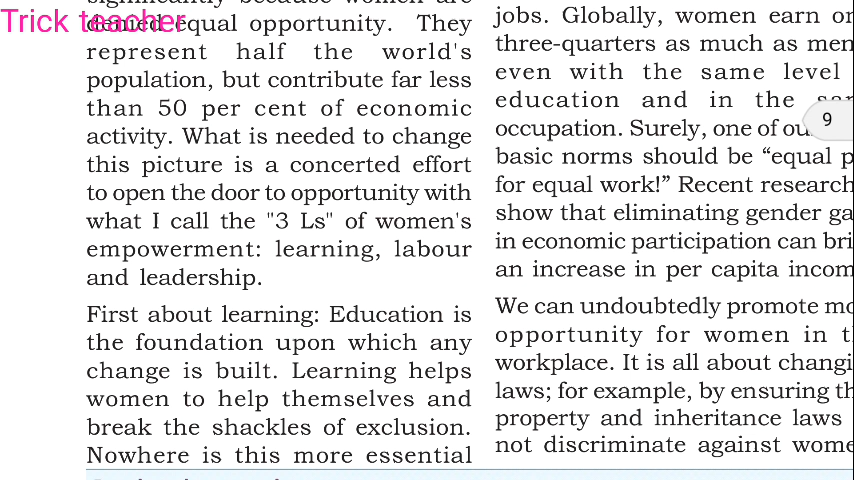 Trick teacher
significantly because women are
denied equal opportunity. They
represent half the world's
population, but contribute far less
than 50 per cent of economic
activity. What is needed to change
this picture is a concerted effort
to open the door to opportunity with
what I call the "3 Ls" of women's
empowerment: learning, labour
and leadership.
First about learning: Education is
the foundation upon which any
change is built. Learning helps
women to help themselves and
break the shackles of exclusion.
Nowhere is this more essential
jobs. Globally, women earn
three-quarters as much as men
even with the same level
education and in the
occupation. Surely, one of
basic norms should be “equal
for equal work!” Recent research
show that eliminating gender
in economic participation can
an increase in per capita
We can undoubtedly promote
opportunity for women in
workplace. It is all about
laws; for example, by ensuring
property and inheritance laws
not discriminate against
9